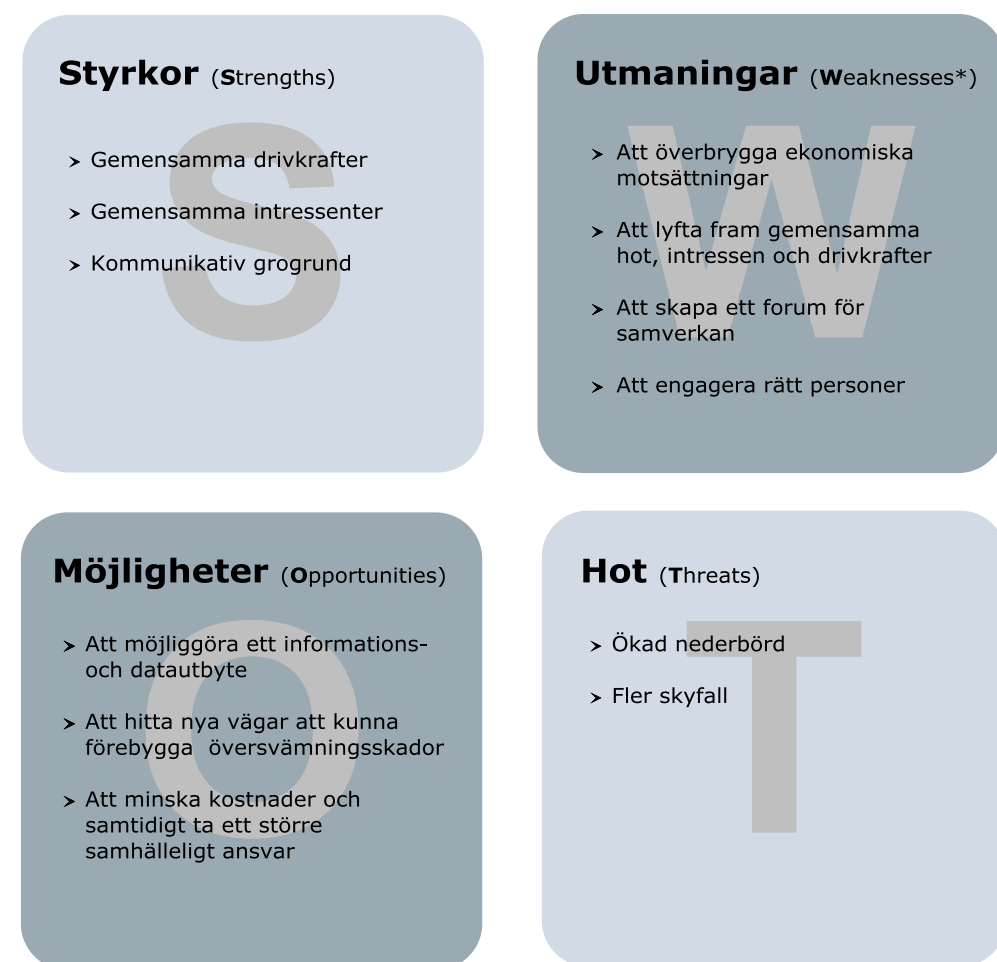 Styrkor (Strengths)
S
➤ Gemensamma drivkrafter
➤ Gemensamma intressenter
➤ Kommunikativ grogrund
Utmaningar (Weaknesses*)
W
➤ Att överbrygga ekonomiska
motsättningar
➤ Att lyfta fram gemensamma
hot, intressen och drivkrafter
➤ Att skapa ett forum för
samverkan
➤ Att engagera rätt personer
Möjligheter (Opportunities)
O
➤ Att möjliggöra ett informations-
och datautbyte
➤ Att hitta nya vägar att kunna
förebygga översvämningsskador
➤ Att minska kostnader och
samtidigt ta ett större
samhälleligt ansvar
Hot (Threats)
T
➤ Ökad nederbörd
➤ Fler skyfall